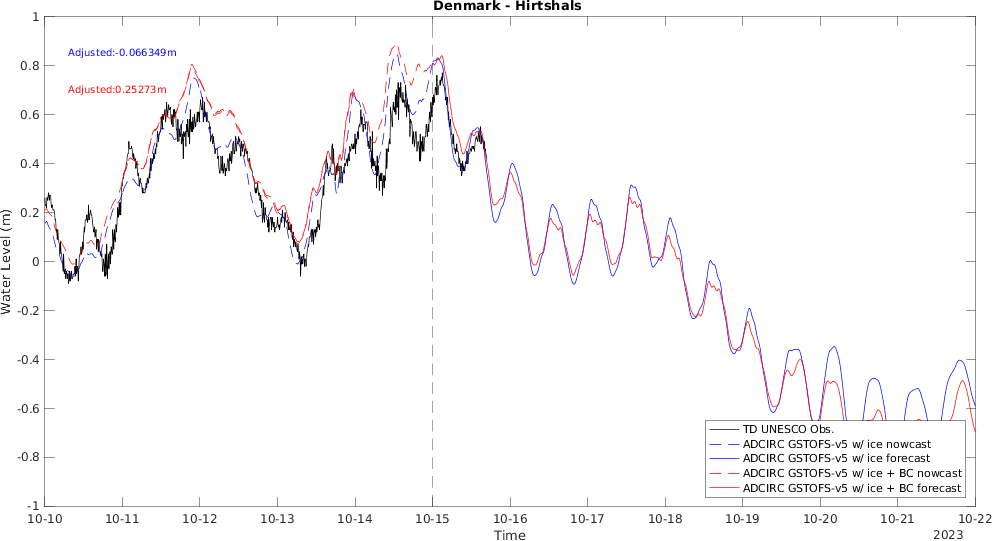 Denmark - Hirtshals
Adjusted:-0.066349m
Adjusted:0.25273m
Water Level (m)
1
0.8
0.6
0.4
0.2
0
-0.2
-0.4
-0.6
-0.8
-1
TD UNESCO Obs.
ADCIRC GSTOFS-v5 w/ ice nowcast
ADCIRC GSTOFS-v5 w/ ice forecast
ADCIRC GSTOFS-v5 w/ ice + BC nowcast
ADCIRC GSTOFS-v5 w/ ice + BC forecast
10-10 10-11 10-12 10-13 10-14 10-15 10-16 10-17 10-18 10-19 10-20 10-21 10-22
Time
2023